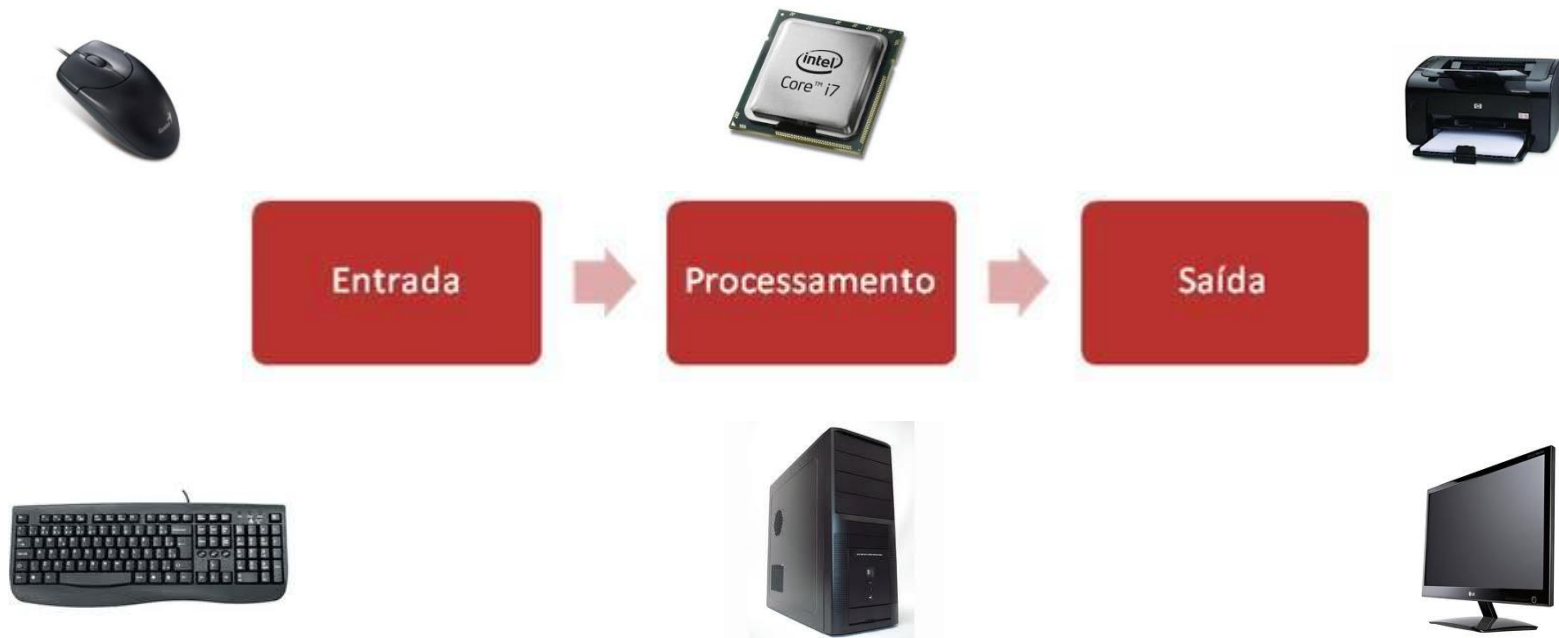 intel
Core™ i7
Entrada
Processamento
Saída